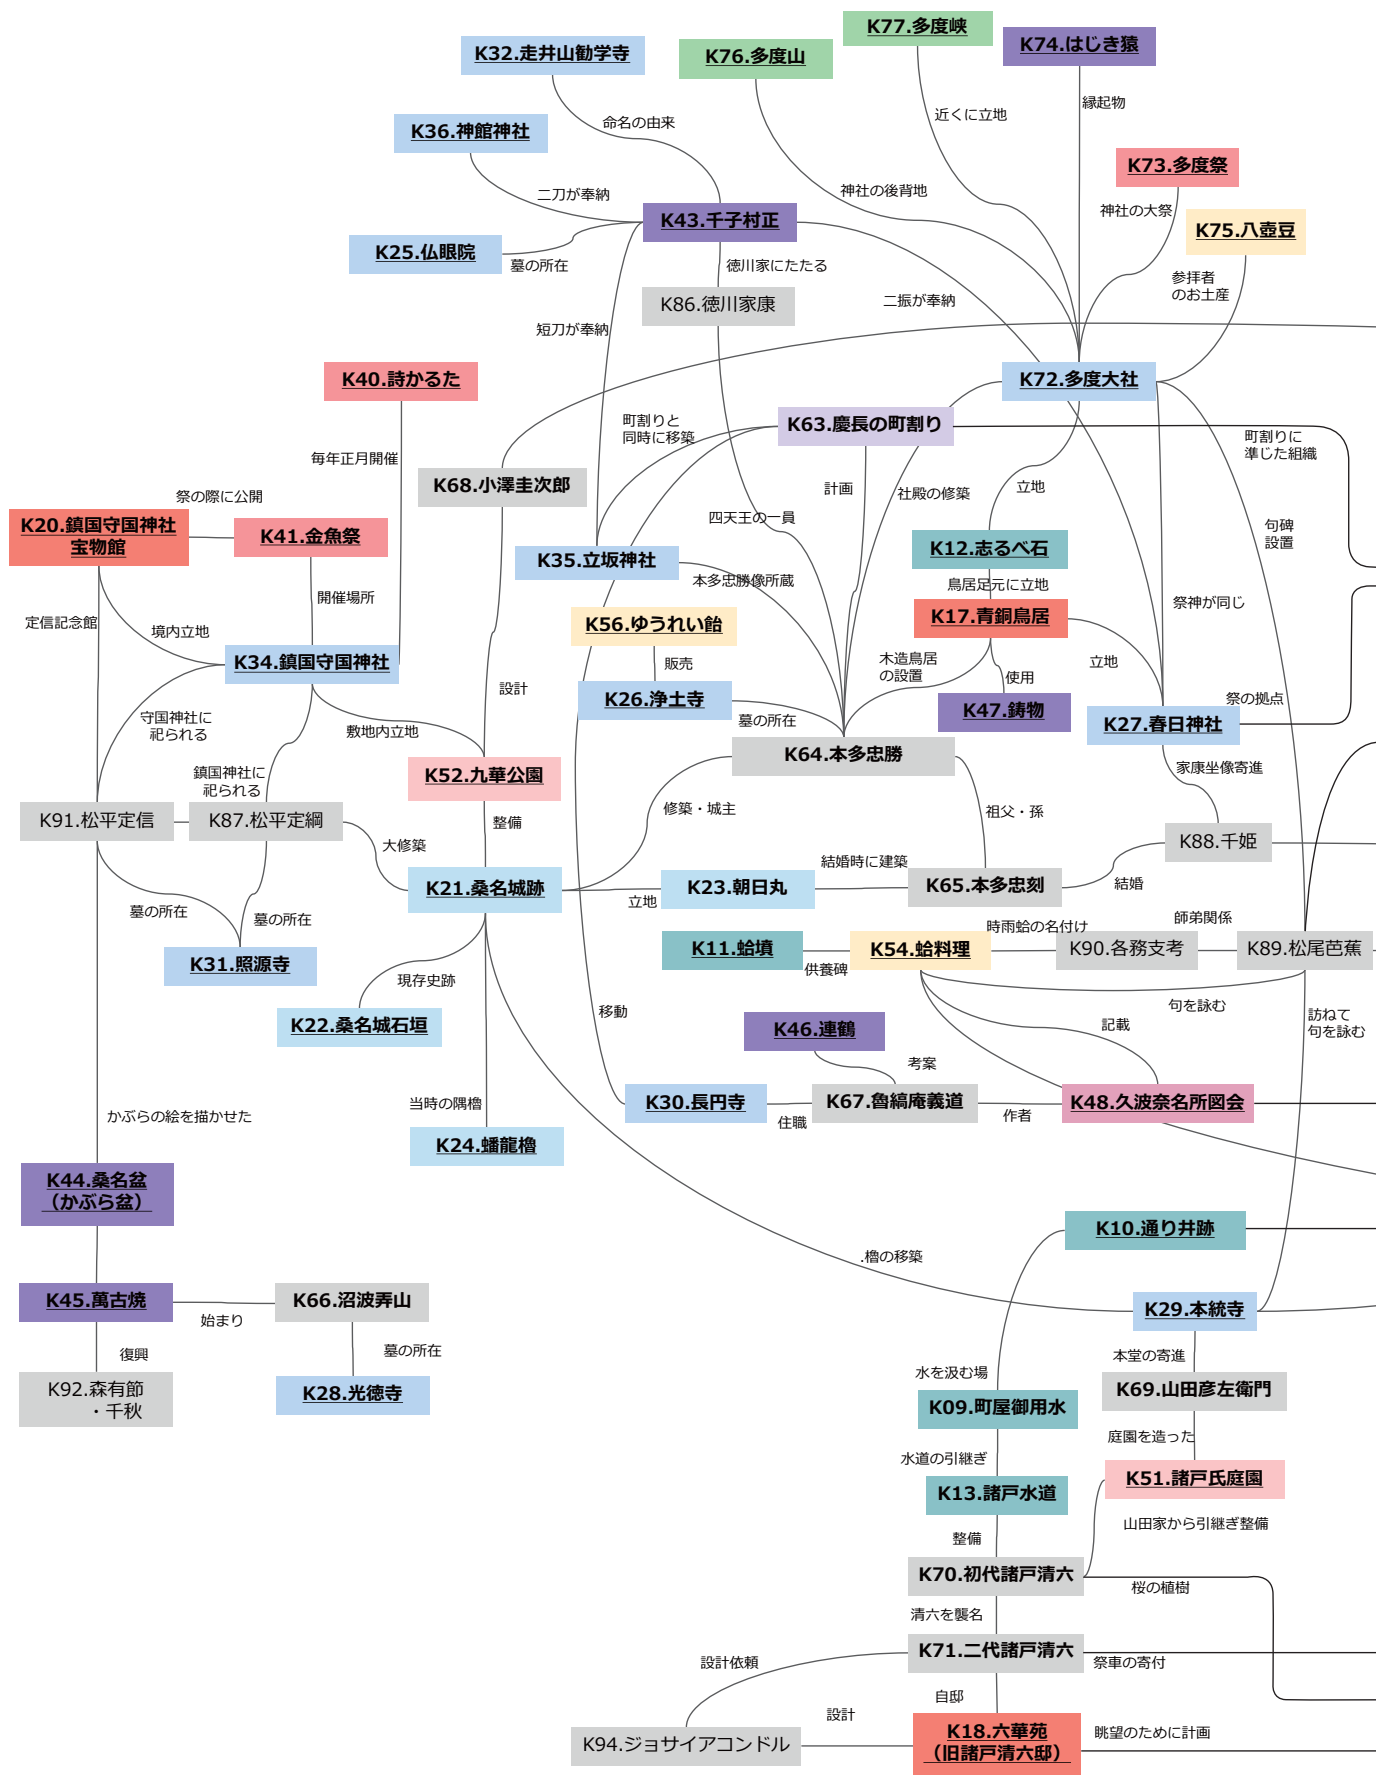 K77.多度峡
K74.はじき猿
K32.走井山勧学寺
K76.多度山
縁起物
近くに立地
命名の由来
K36.神館神社
K73.多度祭
二刀が奉納
神社の後背地
神社の大祭
K43.千子村正
K75.八壺豆
K25.仏眼院
墓の所在
徳川家にたたる
参拝者
のお土産
K86.徳川家康
二振が奉納
短刀が奉納
K40.詩かるた
K72.多度大社
町割りと
同時に移築
K63.慶長の町割り
町割りに
準じた組織
毎年正月開催
K68.小澤圭次郎
計画
社殿の修築
立地
祭の際に公開
四天王の一員
句碑
設置
K20.鎮国守国神社
宝物館
K41.金魚祭
K35.立坂神社
K12.志るべ石
本多忠勝像所蔵
鳥居足元に立地
開催場所
定信記念館
境内立地
K56.ゆうれい飴
K17.青銅鳥居
祭神が同じ
K34.鎮国守国神社
販売
木造鳥居
の設置
立地
設計
使用
K26.浄土寺
K47.鋳物
祭の拠点
守国神社に
祀られる
敷地内立地
墓の所在
K27.春日神社
K64.本多忠勝
鎮国神社に
祀られる
K52.九華公園
家康坐像寄進
修築・城主
祖父・孫
K91.松平定信
K87.松平定綱
整備
K88.千姫
大修築
結婚時に建築
K21.桑名城跡
K23.朝日丸
K65.本多忠刻
結婚
立地
墓の所在
墓の所在
時雨蛤の名付け
師弟関係
K31.照源寺
K11.蛤墳
K54.蛤料理
K90.各務支考
K89.松尾芭蕉
供養碑
現存史跡
句を詠む
K22.桑名城石垣
移動
K46.連鶴
記載
訪ねて
句を詠む
考案
当時の隅櫓
K30.長円寺
K67.魯縞庵義道
K48.久波奈名所図会
かぶらの絵を描かせた
住職
作者
K24.蟠龍櫓
K44.桑名盆
（かぶら盆）
K10.通り井跡
.櫓の移築
K45.萬古焼
K66.沼波弄山
始まり
K29.本統寺
復興
墓の所在
本堂の寄進
水を汲む場
K92.森有節
・千秋
K28.光徳寺
K09.町屋御用水
K69.山田彦左衛門
庭園を造った
水道の引継ぎ
K13.諸戸水道
K51.諸戸氏庭園
山田家から引継ぎ整備
整備
K70.初代諸戸清六
桜の植樹
清六を襲名
K71.二代諸戸清六
設計依頼
祭車の寄付
自邸
設計
K94.ジョサイアコンドル
K18.六華苑
（旧諸戸清六邸）
眺望のために計画